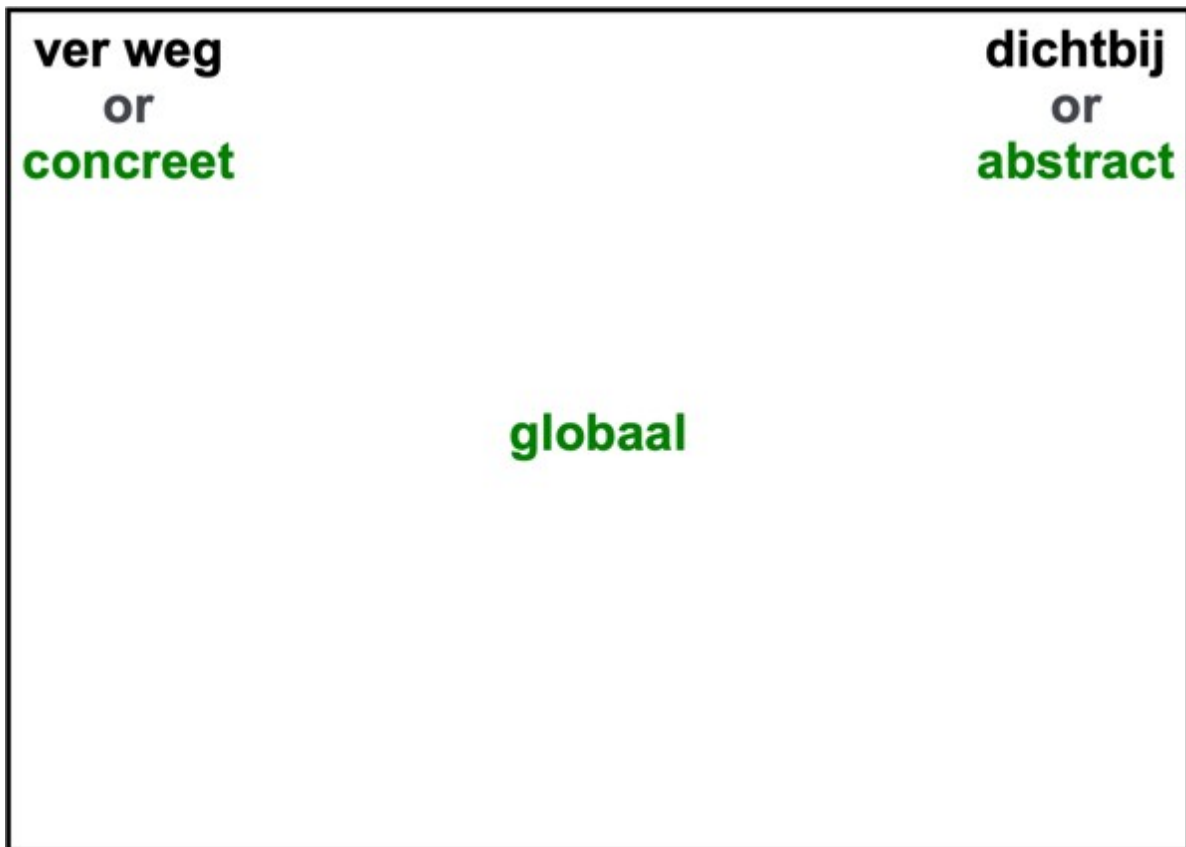 ver weg
or
concreet
dichtbij
or
abstract
globaal